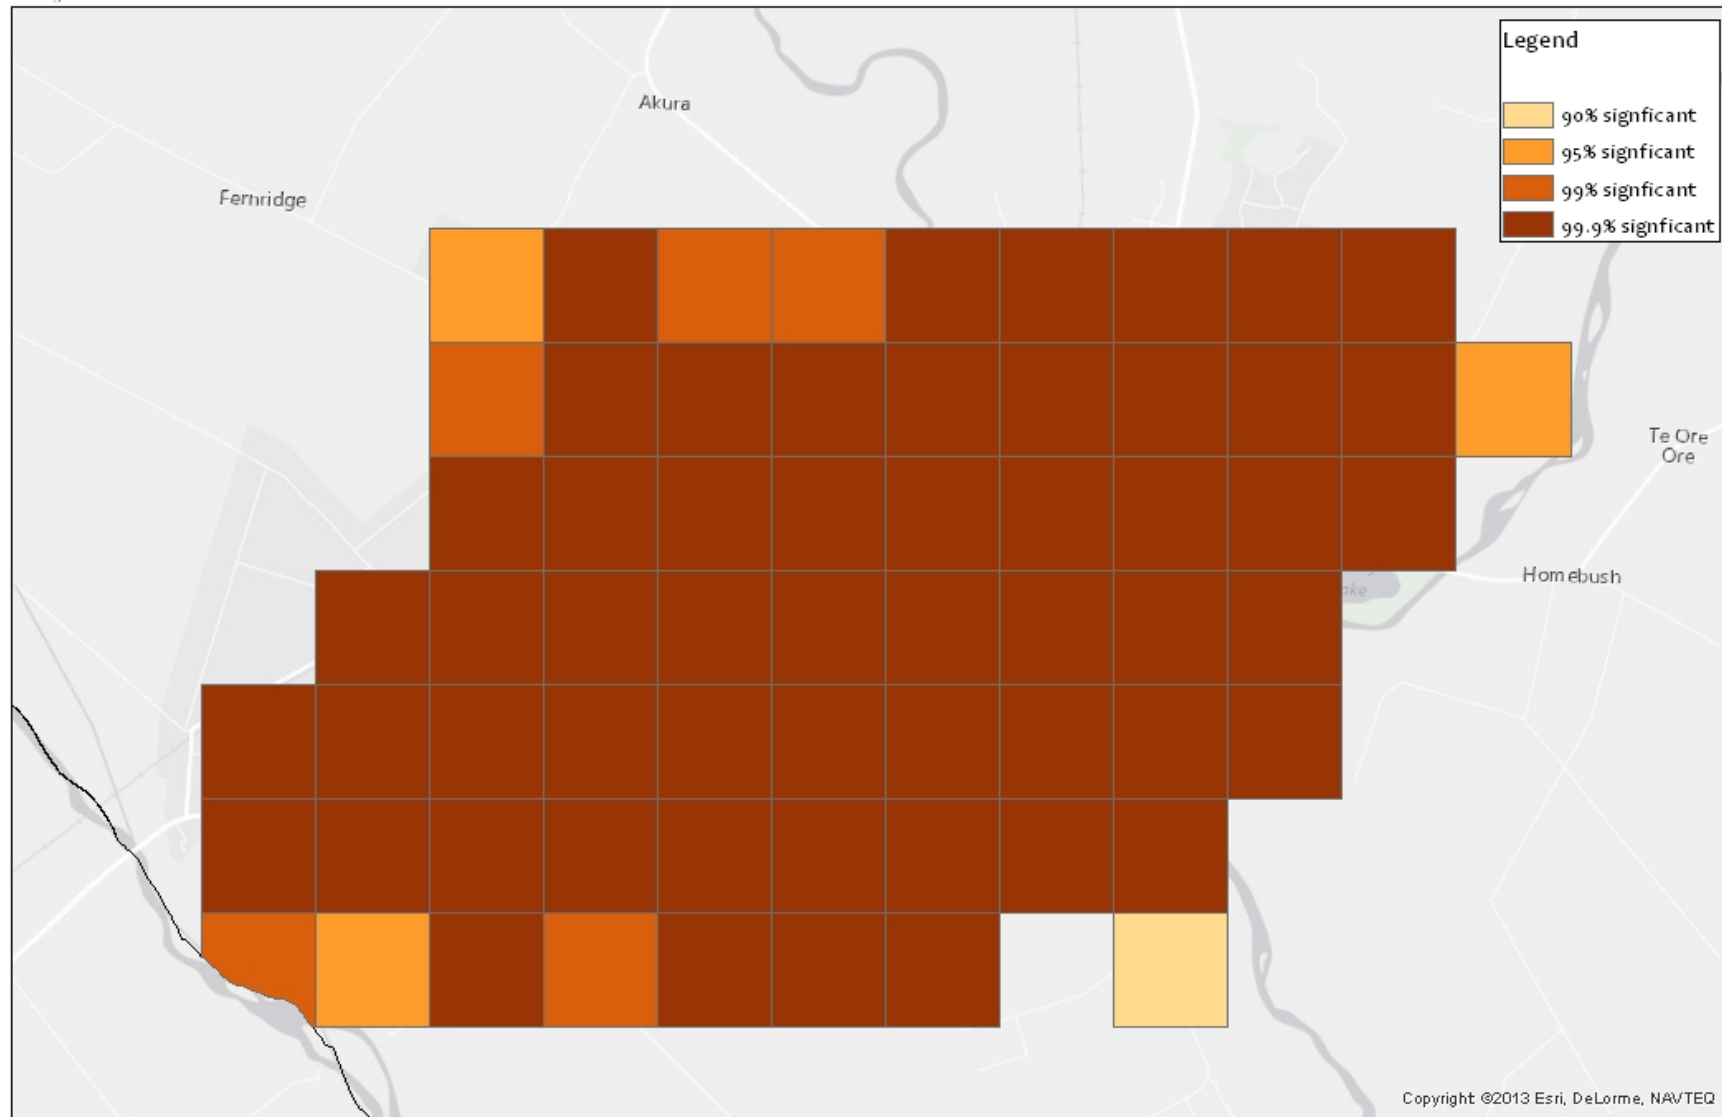 Legend
90% signficant
95% signficant
99% signficant
99.9% signficant
Akura
Fernridge
Te Ore
Ore
Homebush
Copyright ©2013 Esri, DeLorme, NAVTEQ